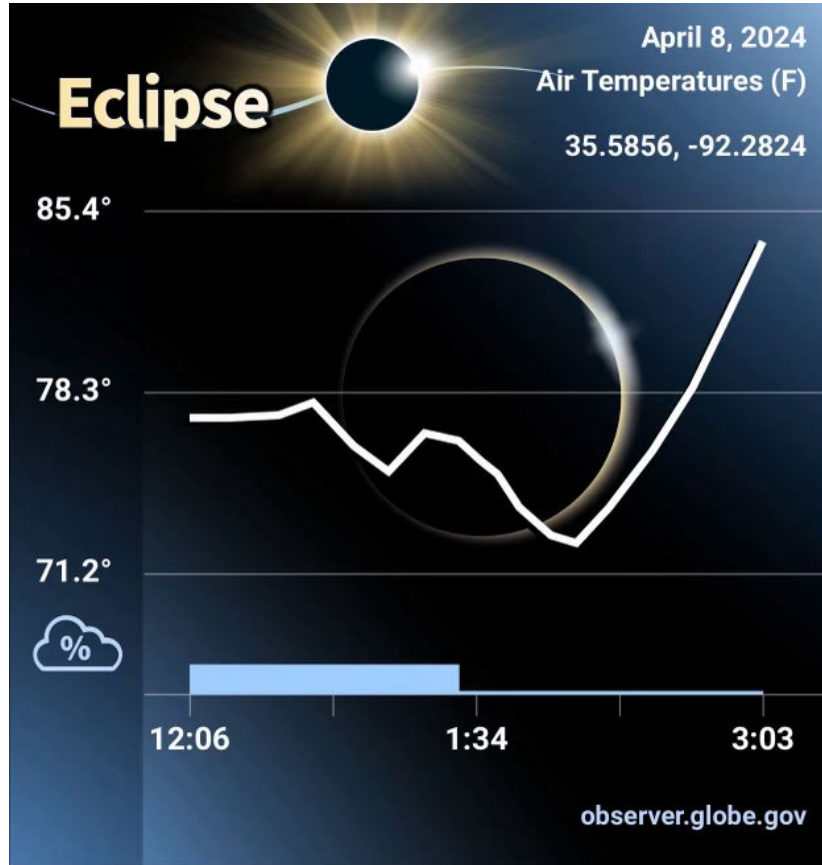 Eclipse
April 8, 2024
Air Temperatures (F)
35.5856, -92.2824
85.4°
78.3°
71.2°
%
12:06 1:34 3:03
observer.globe.gov